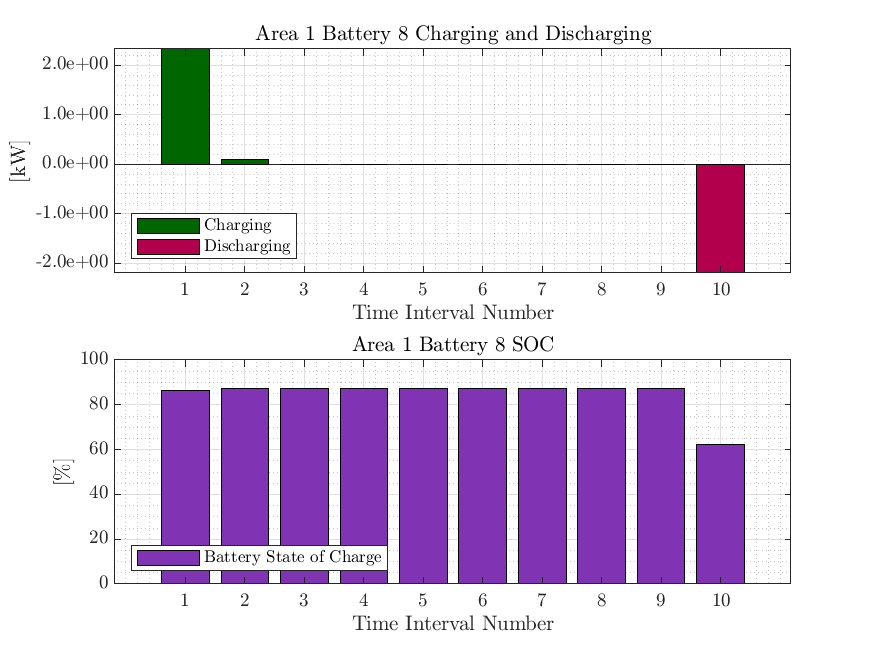 Area 1 Battery 8 Charging and Discharging
2.0e+00
1.0e+00
0.0e+00
-1.0e+00
-2.0e+00
[kW]
Charging
Discharging
1 2 3 4 5 6 7 8 9 10
Time Interval Number
Area 1 Battery 8 SOC
100
80
60
40
20
0
[%]
Battery State of Charge
1 2 3 4 5 6 7 8 9 10
Time Interval Number